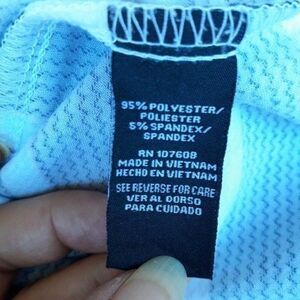 95% POLYESTER/
POLIESTER
5% SPANDEX/
SPANDEX
RN 107608
MADE IN VIETNAM
HECHO EN VIETNAM
SEE REVERSE FOR CARE
VER AL DORSO
PARA CUIDADO